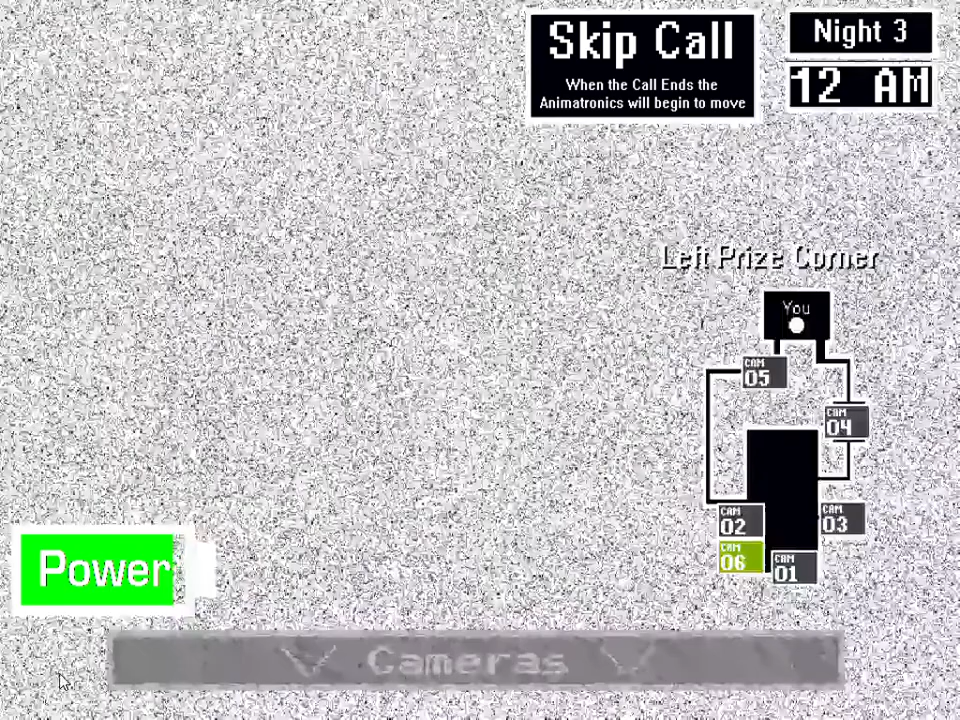 Skip Call
When the Call Ends the
Animatronics will begin to move
Night 3
12 AM
Left Prize Corner
You
CAM
05
CAM
04
CAM
02
CAM
03
CAM
06
CAM
01
Power
Cameras